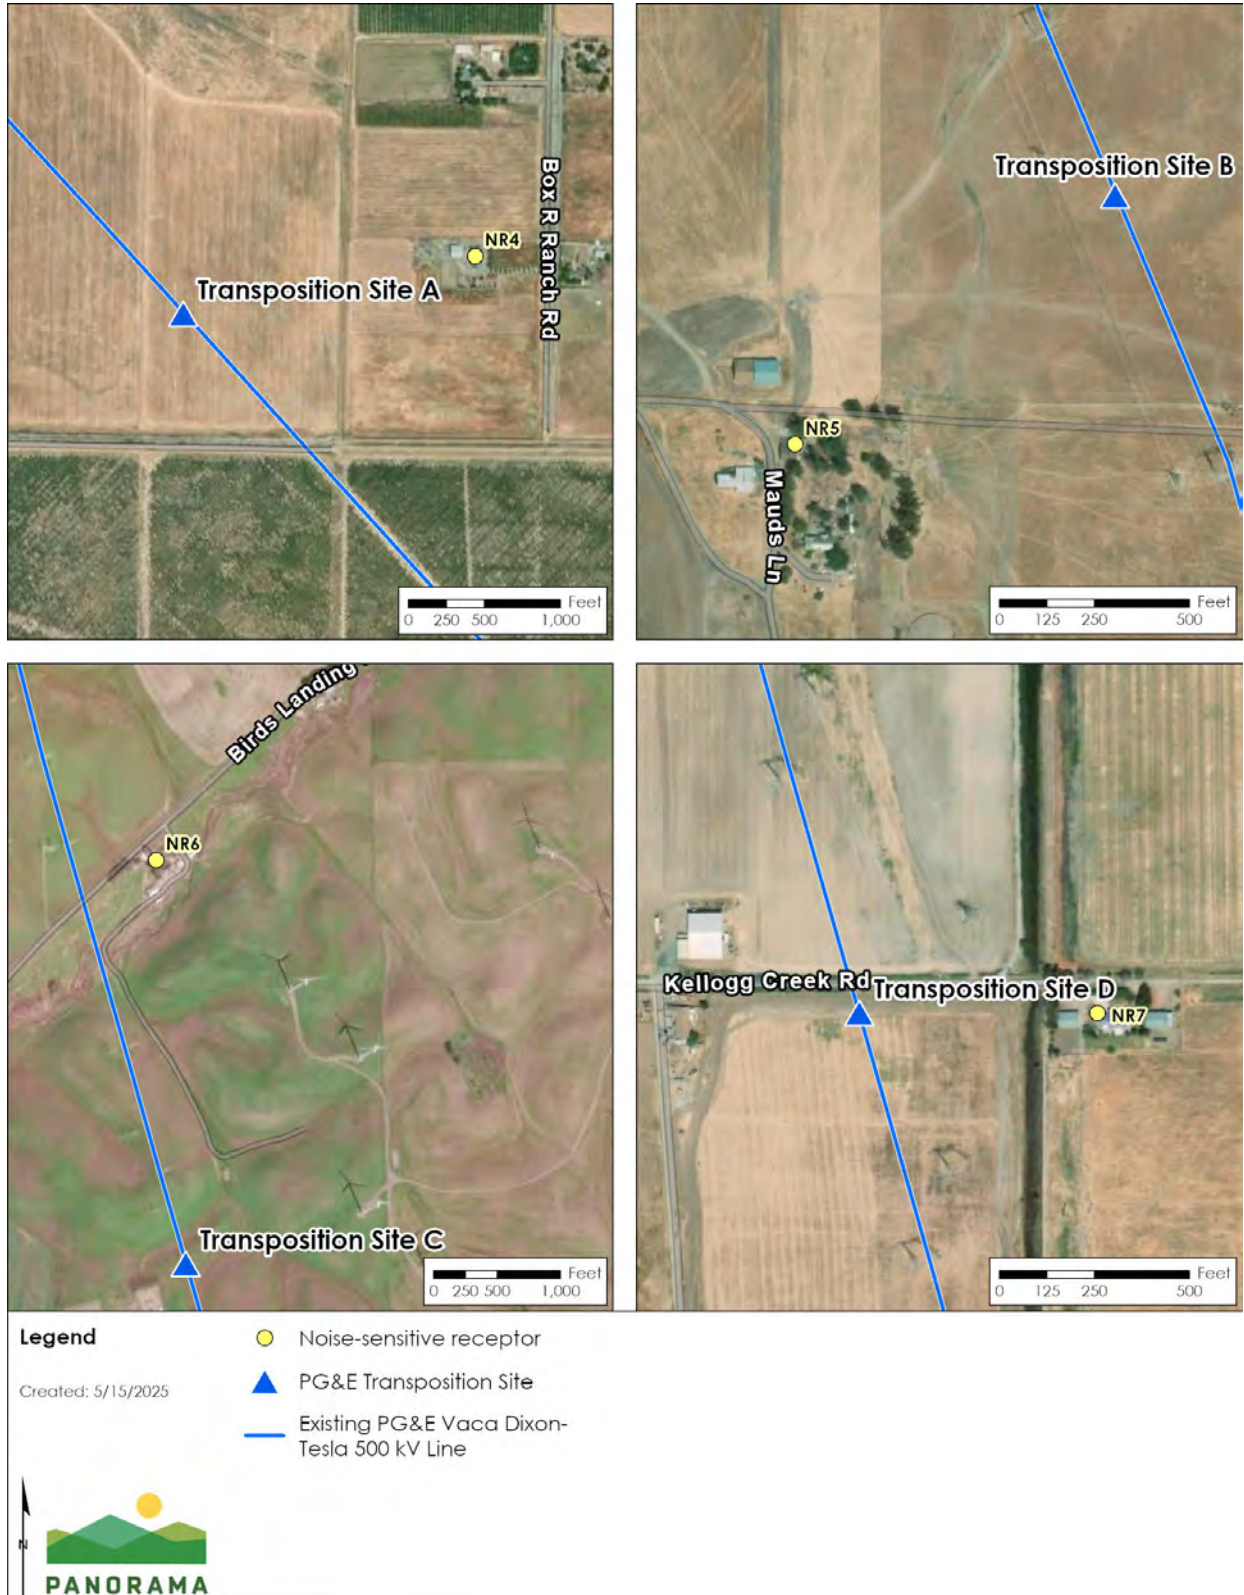 Box R Ranch Rd
NR4
Transposition Site A
Feet
0 250 500 1,000
Transposition Site B
NR5
Mauds Ln
Feet
0 125 250 500
Birds Landing
NR6
Transposition Site C
Feet
0 250 500 1,000
Kellogg Creek Rd
Transposition Site D
NR7
Feet
0 125 250 500
Legend
Created: 5/15/2025
Noise-sensitive receptor
PG&E Transposition Site
Existing PG&E Vaca Dixon-
Tesla 500 kV Line
N
PANORAMA